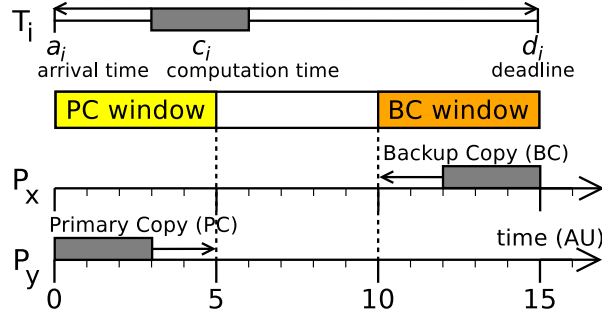 Ti
ai ci di
arrival time computation time deadline
PC window BC window
Backup Copy (BC)
Px
Primary Copy (PC)
time (AU)
Py
0 5 10 15